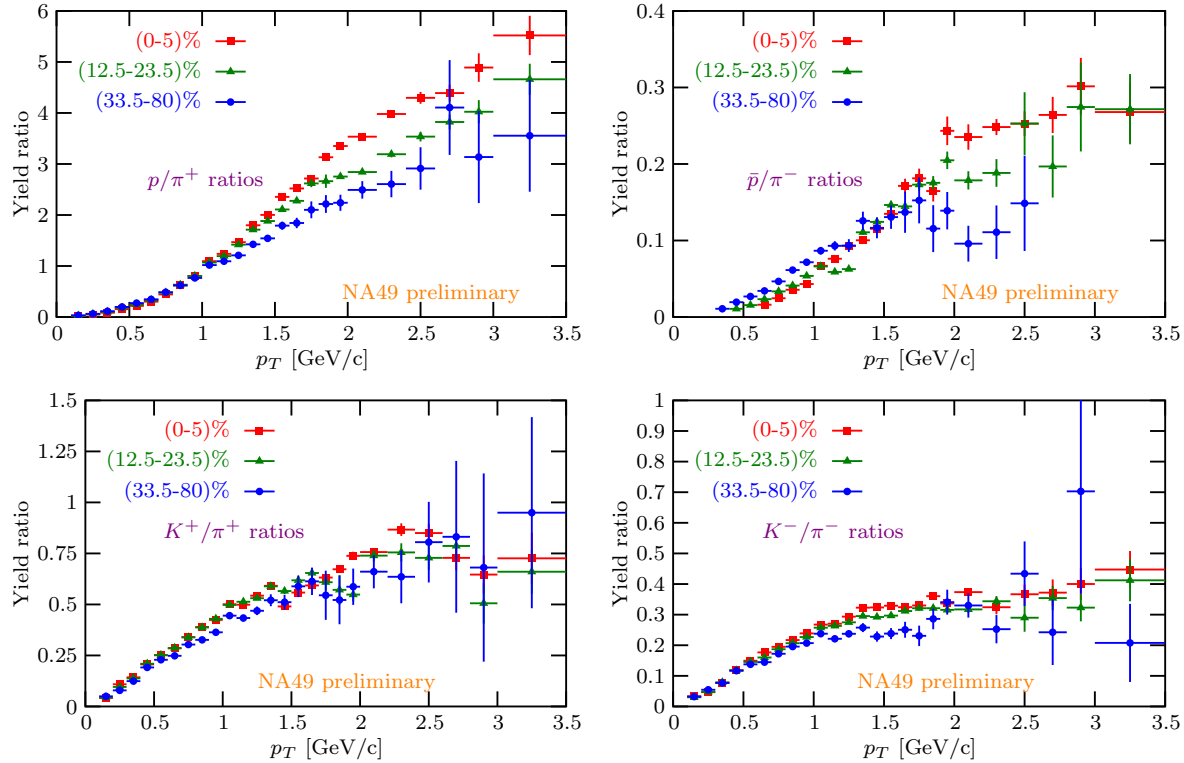 6
5
4
3
2
1
0
Yield ratio
(0-5)%
(12.5-23.5)%
(33.5-80)%
p/π⁺ ratios
NA49 preliminary
0 0.5 1 1.5 2 2.5 3 3.5
p_T [GeV/c]
0.4
0.3
0.2
0.1
0
Yield ratio
(0-5)%
(12.5-23.5)%
(33.5-80)%
p̄/π⁻ ratios
NA49 preliminary
0 0.5 1 1.5 2 2.5 3 3.5
p_T [GeV/c]
1.5
1.25
1
0.75
0.5
0.25
0
Yield ratio
(0-5)%
(12.5-23.5)%
(33.5-80)%
K⁺/π⁺ ratios
NA49 preliminary
0 0.5 1 1.5 2 2.5 3 3.5
p_T [GeV/c]
1
0.9
0.8
0.7
0.6
0.5
0.4
0.3
0.2
0.1
0
Yield ratio
(0-5)%
(12.5-23.5)%
(33.5-80)%
K⁻/π⁻ ratios
NA49 preliminary
0 0.5 1 1.5 2 2.5 3 3.5
p_T [GeV/c]